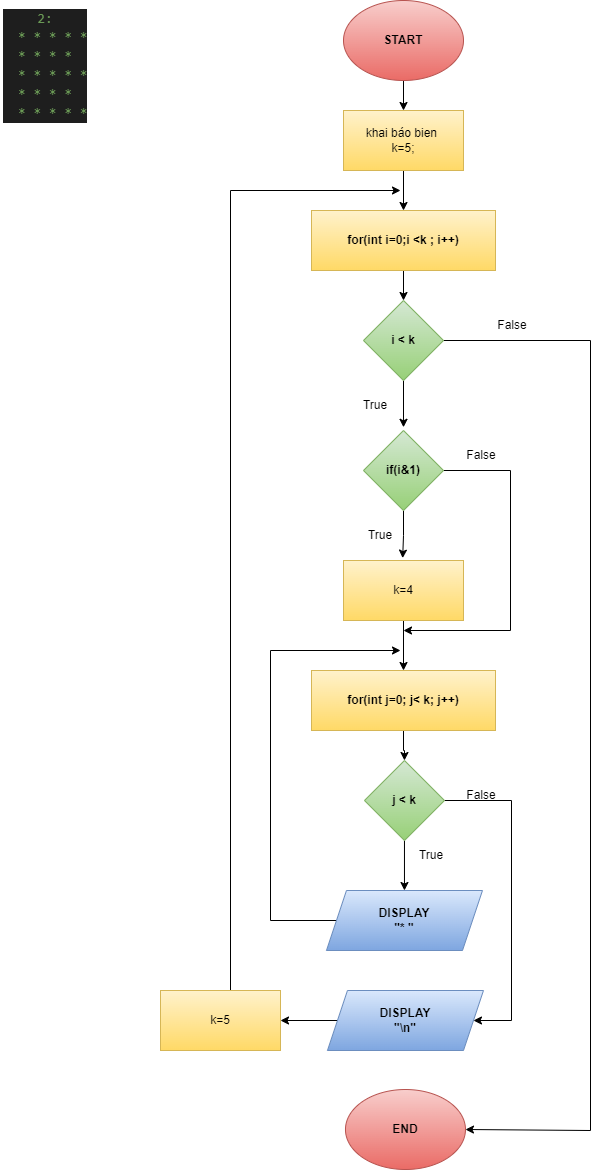 2:
* * * * *
* * * *
* * * * *
* * * *
* * * * *
START
khai báo bien
k=5;
for(int i=0;i <k ; i++)
i < k
False
True
if(i&1)
False
True
k=4
for(int j=0; j< k; j++)
j < k
False
True
DISPLAY
"* "
k=5
DISPLAY
"\n"
END